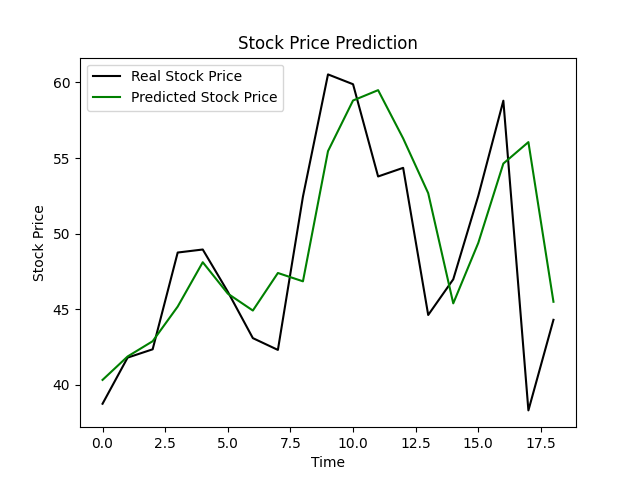 Stock Price Prediction
Real Stock Price
Predicted Stock Price
Stock Price
60
55
50
45
40
0.0 2.5 5.0 7.5 10.0 12.5 15.0 17.5
Time